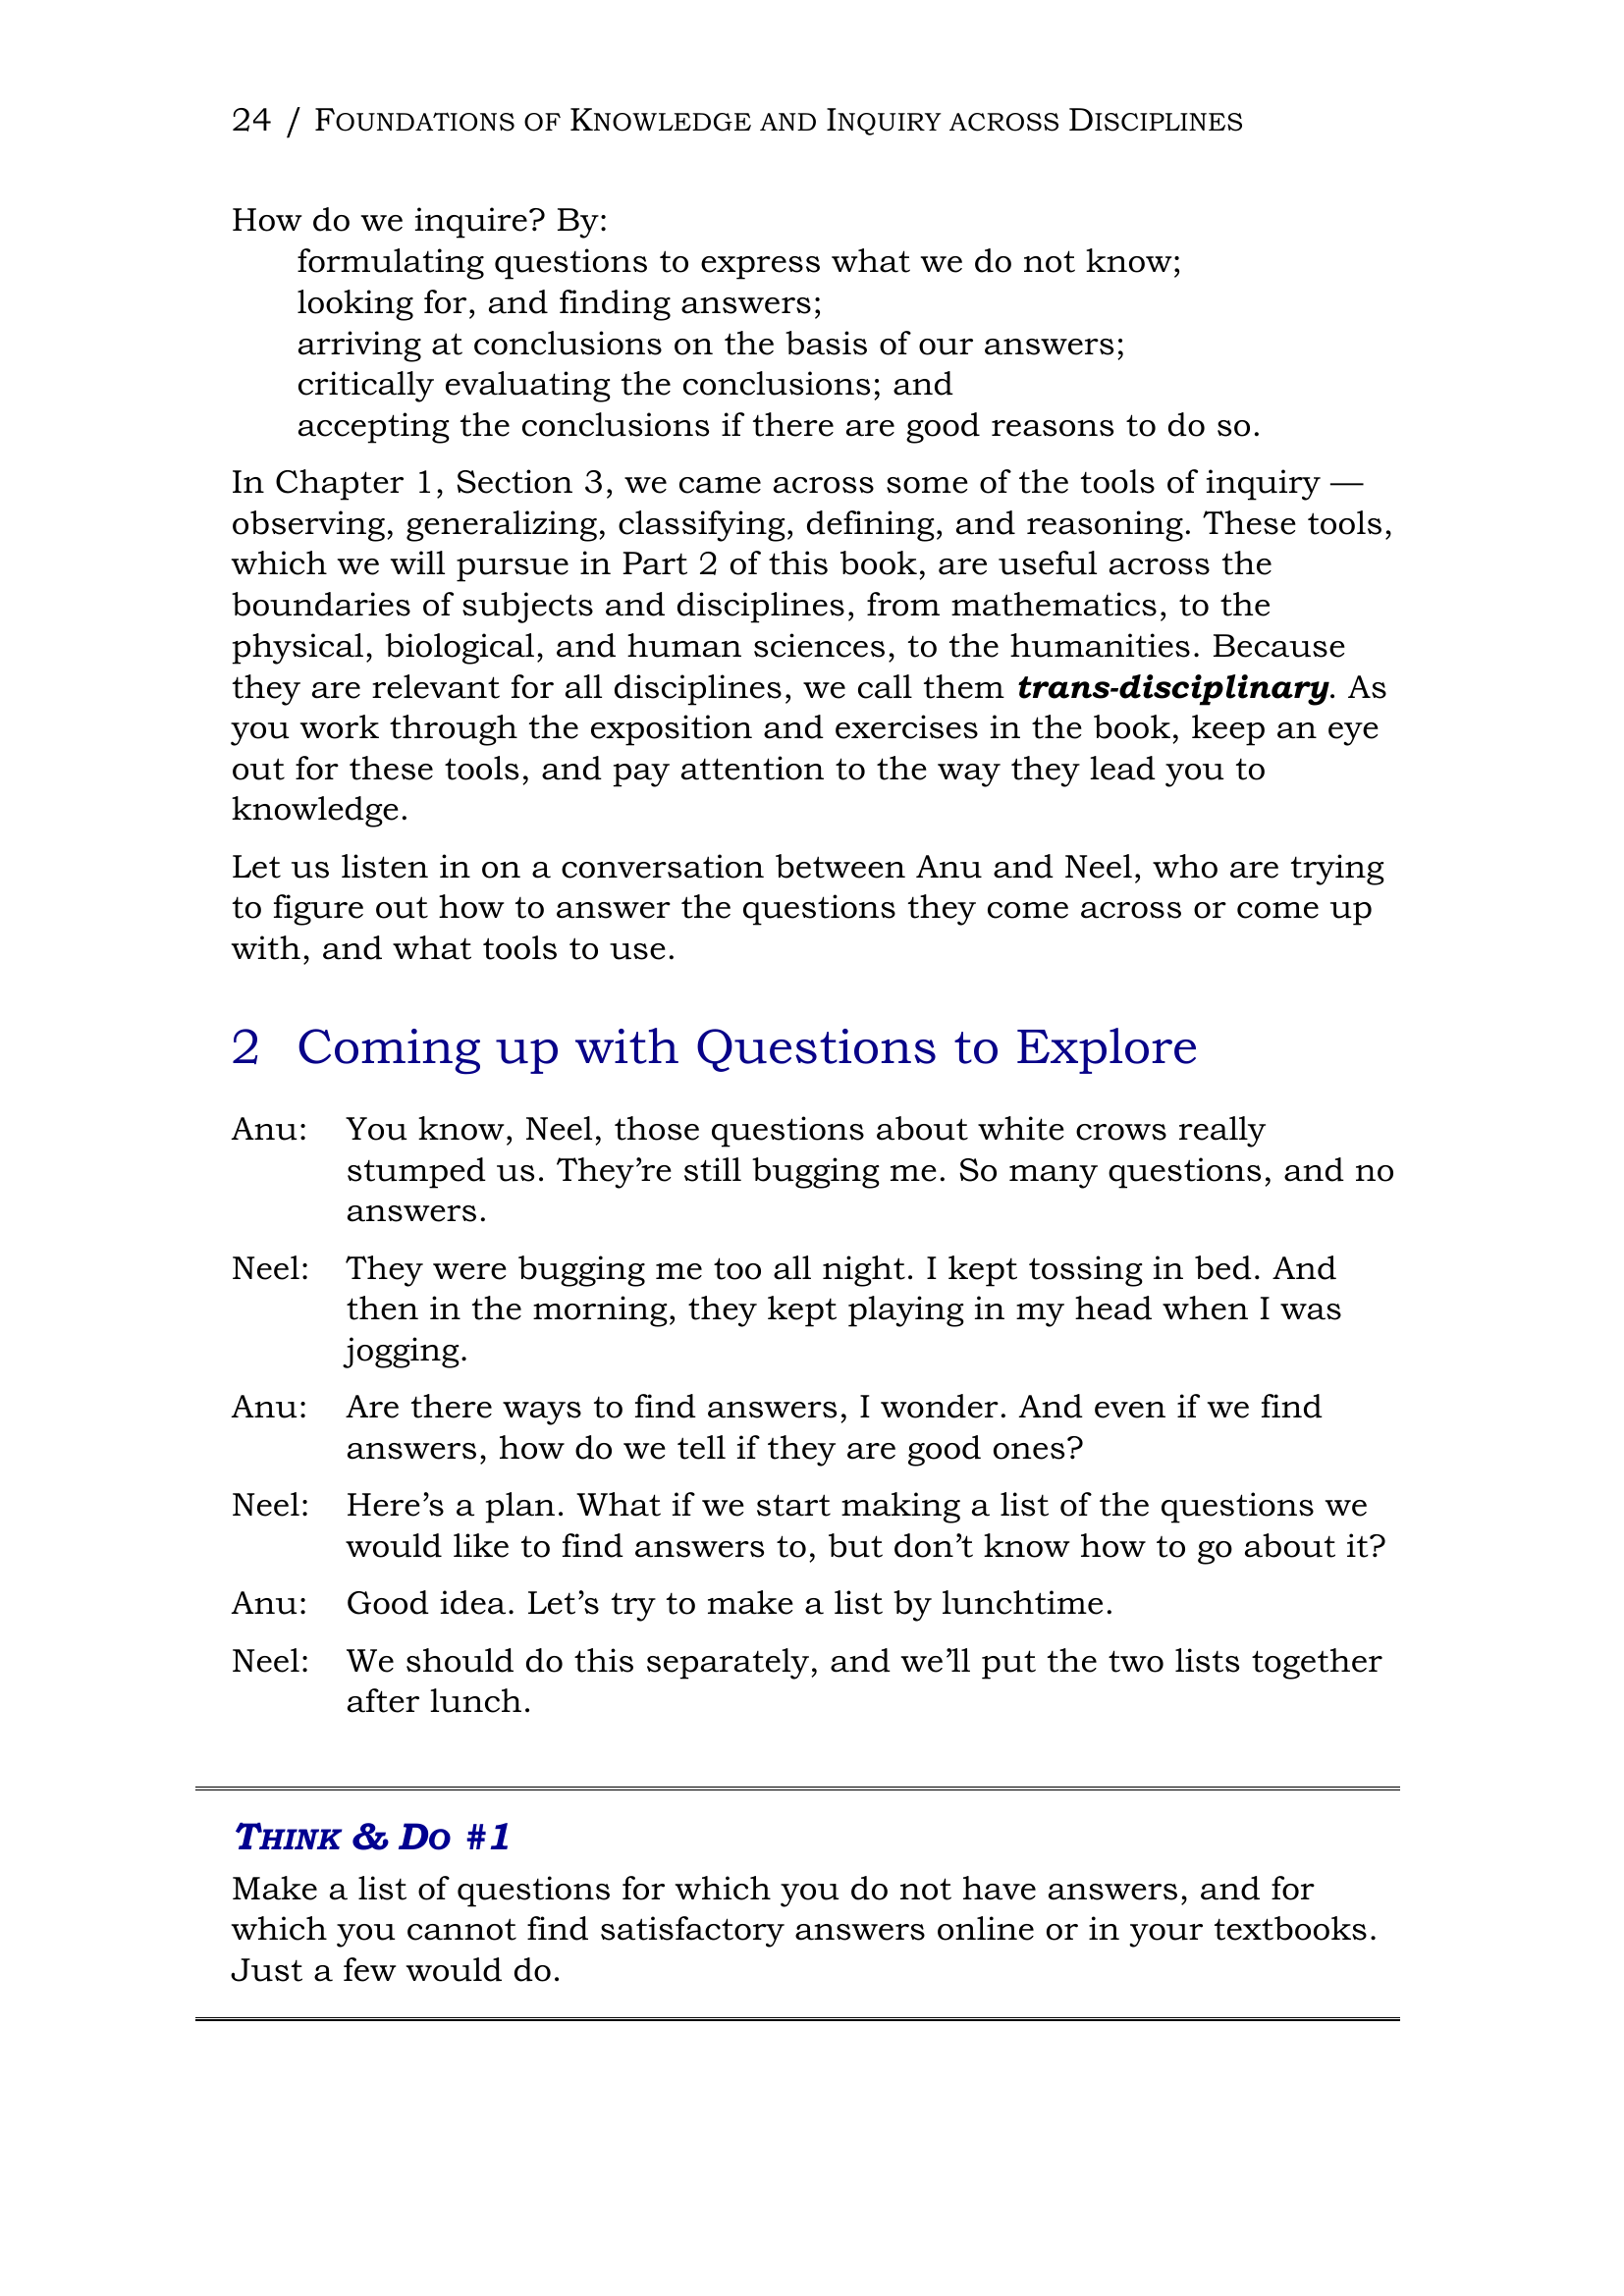 24 / FOUNDATIONS OF KNOWLEDGE AND INQUIRY ACROSS DISCIPLINES
How do we inquire? By:
formulating questions to express what we do not know;
looking for, and finding answers;
arriving at conclusions on the basis of our answers;
critically evaluating the conclusions; and
accepting the conclusions if there are good reasons to do so.
In Chapter 1, Section 3, we came across some of the tools of inquiry —
observing, generalizing, classifying, defining, and reasoning. These tools,
which we will pursue in Part 2 of this book, are useful across the
boundaries of subjects and disciplines, from mathematics, to the
physical, biological, and human sciences, to the humanities. Because
they are relevant for all disciplines, we call them trans-disciplinary. As
you work through the exposition and exercises in the book, keep an eye
out for these tools, and pay attention to the way they lead you to
knowledge.
Let us listen in on a conversation between Anu and Neel, who are trying
to figure out how to answer the questions they come across or come up
with, and what tools to use.
2 Coming up with Questions to Explore
Anu: You know, Neel, those questions about white crows really
stumped us. They’re still bugging me. So many questions, and no
answers.
Neel: They were bugging me too all night. I kept tossing in bed. And
then in the morning, they kept playing in my head when I was
jogging.
Anu: Are there ways to find answers, I wonder. And even if we find
answers, how do we tell if they are good ones?
Neel: Here’s a plan. What if we start making a list of the questions we
would like to find answers to, but don’t know how to go about it?
Anu: Good idea. Let’s try to make a list by lunchtime.
Neel: We should do this separately, and we’ll put the two lists together
after lunch.
THINK & DO #1
Make a list of questions for which you do not have answers, and for
which you cannot find satisfactory answers online or in your textbooks.
Just a few would do.